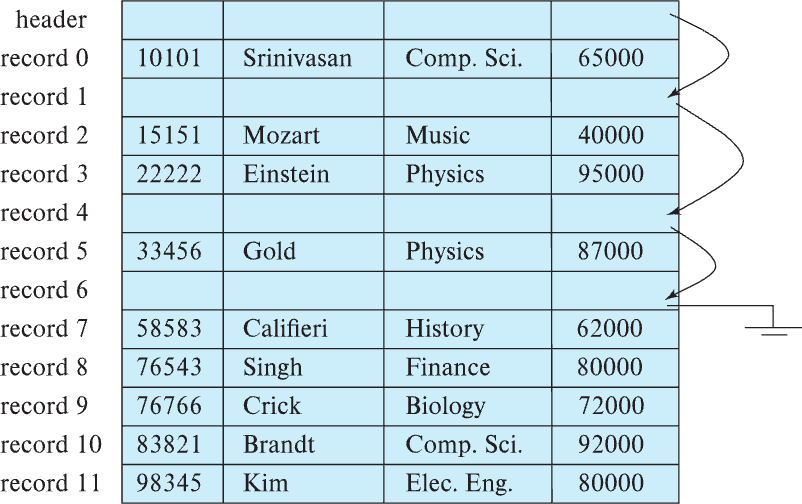 header
record 0 10101 Srinivasan Comp. Sci. 65000
record 1
record 2 15151 Mozart Music 40000
record 3 22222 Einstein Physics 95000
record 4
record 5 33456 Gold Physics 87000
record 6
record 7 58583 Califieri History 62000
record 8 76543 Singh Finance 80000
record 9 76766 Crick Biology 72000
record 10 83821 Brandt Comp. Sci. 92000
record 11 98345 Kim Elec. Eng. 80000